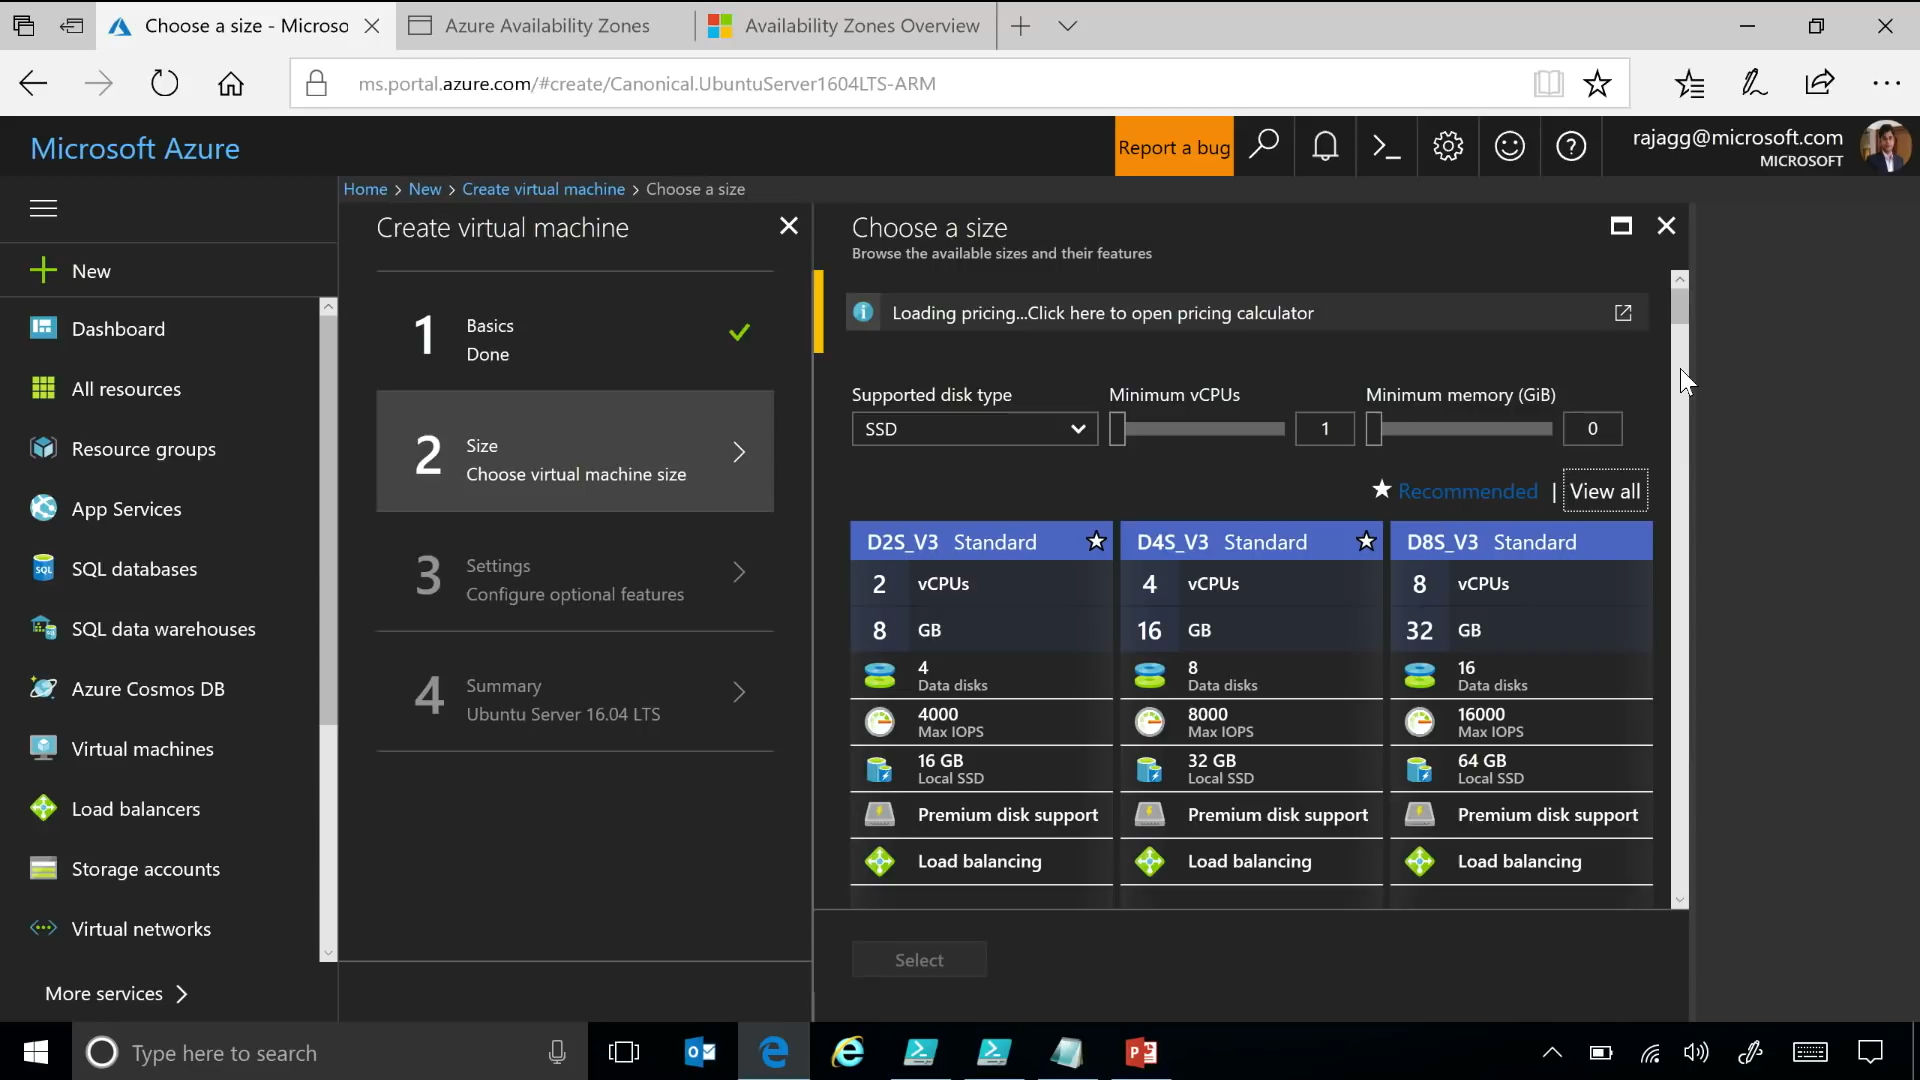 Choose a size - Microso
Azure Availability Zones
Availability Zones Overview
ms.portal.azure.com/#create/Canonical.UbuntuServer1604LTS-ARM
Microsoft Azure
Report a bug
rajagg@microsoft.com
MICROSOFT
Home > New > Create virtual machine > Choose a size
New
Dashboard
All resources
Resource groups
App Services
SQL
SQL databases
SQL data warehouses
Azure Cosmos DB
Virtual machines
Load balancers
Storage accounts
Virtual networks
More services
Create virtual machine
1
Basics
Done
2
Size
Choose virtual machine size
3
Settings
Configure optional features
4
Summary
Ubuntu Server 16.04 LTS
Choose a size
Browse the available sizes and their features
Loading pricing...Click here to open pricing calculator
Supported disk type
SSD
Minimum vCPUs
1
Minimum memory (GiB)
0
Recommended | View all
D2S_V3 Standard
2 vCPUs
8 GB
4
Data disks
4000
Max IOPS
16 GB
Local SSD
Premium disk support
Load balancing
D4S_V3 Standard
4 vCPUs
16 GB
8
Data disks
8000
Max IOPS
32 GB
Local SSD
Premium disk support
Load balancing
D8S_V3 Standard
8 vCPUs
32 GB
16
Data disks
16000
Max IOPS
64 GB
Local SSD
Premium disk support
Load balancing
Select
Type here to search